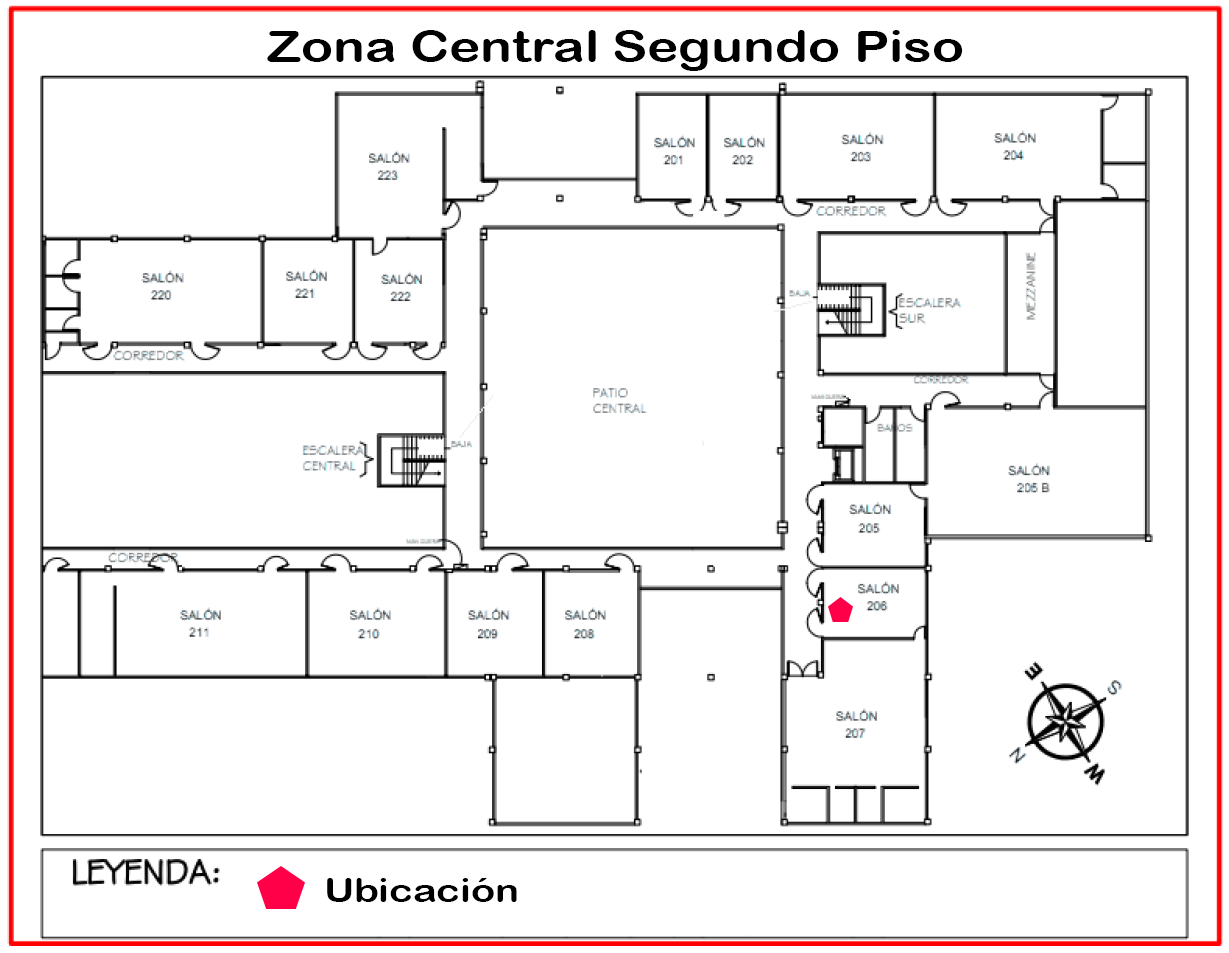 Zona Central Segundo Piso
SALÓN
201
SALÓN
202
SALÓN
203
SALÓN
204
SALÓN
223
CORREDOR
SALÓN
220
SALÓN
221
SALÓN
222
MEZZANINE
BAJA
ESCALERA
SUR
CORREDOR
CORREDOR
PATIO
CENTRAL
BAÑOS
BAJA
ESCALERA
CENTRAL
SALÓN
205 B
SALÓN
205
CORREDOR
SALÓN
206
SALÓN
211
SALÓN
210
SALÓN
209
SALÓN
208
SALÓN
207
E
S
N
W
LEYENDA:
Ubicación